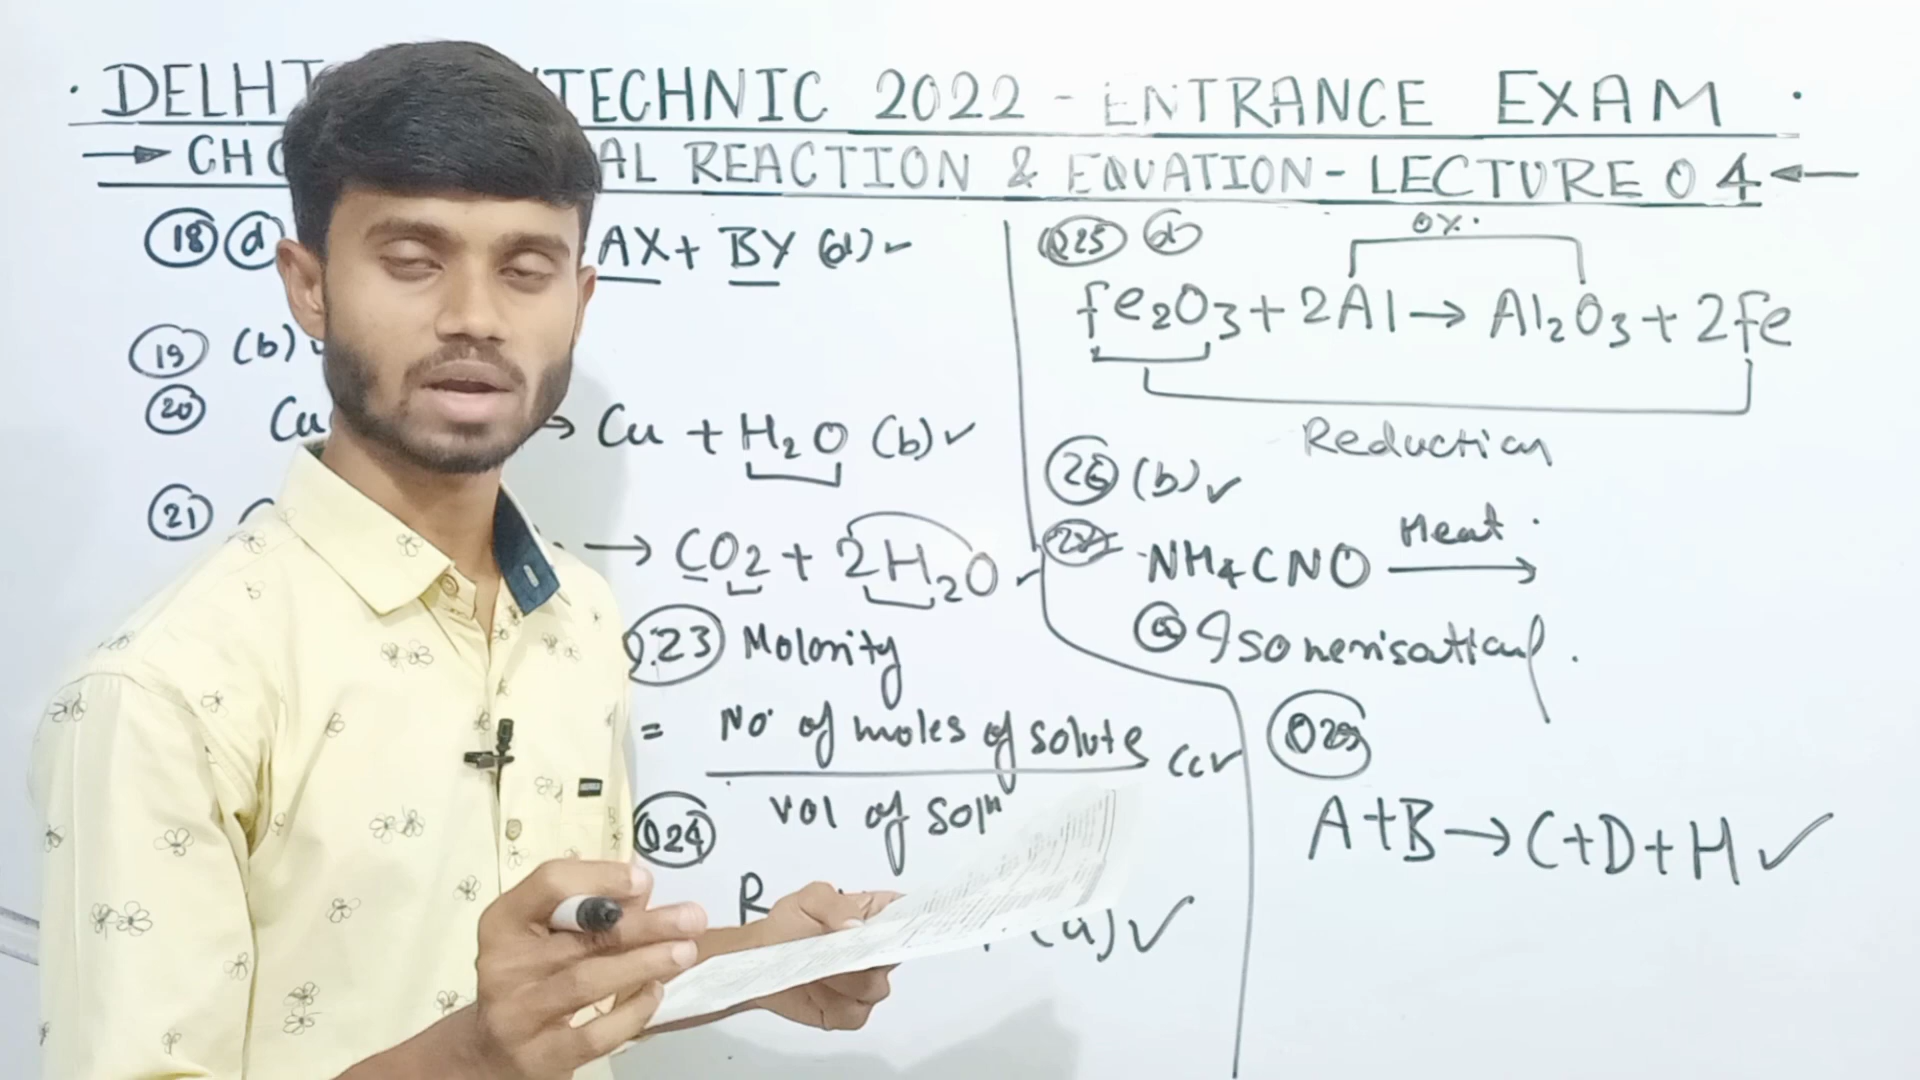 DELHI TECHNIC 2022 - ENTRANCE EXAM
→ CH AL REACTION & EQUATION - LECTURE 04 ←
18 d AX + BY (d) ✓
19 (b)
20 Cu → Cu + H2O (b) ✓
21 → CO2 + 2H2O ✓
Q.23 Molarity
= No of moles of solute (c) ✓
vol of solⁿ
Q24
R (a) ✓
Q25 d
ox.
Fe2O3 + 2Al → Al2O3 + 2Fe
Reduction
26 (b) ✓
NH4CNO Heat →
a Isomerisation.
A + B → C + D + H ✓